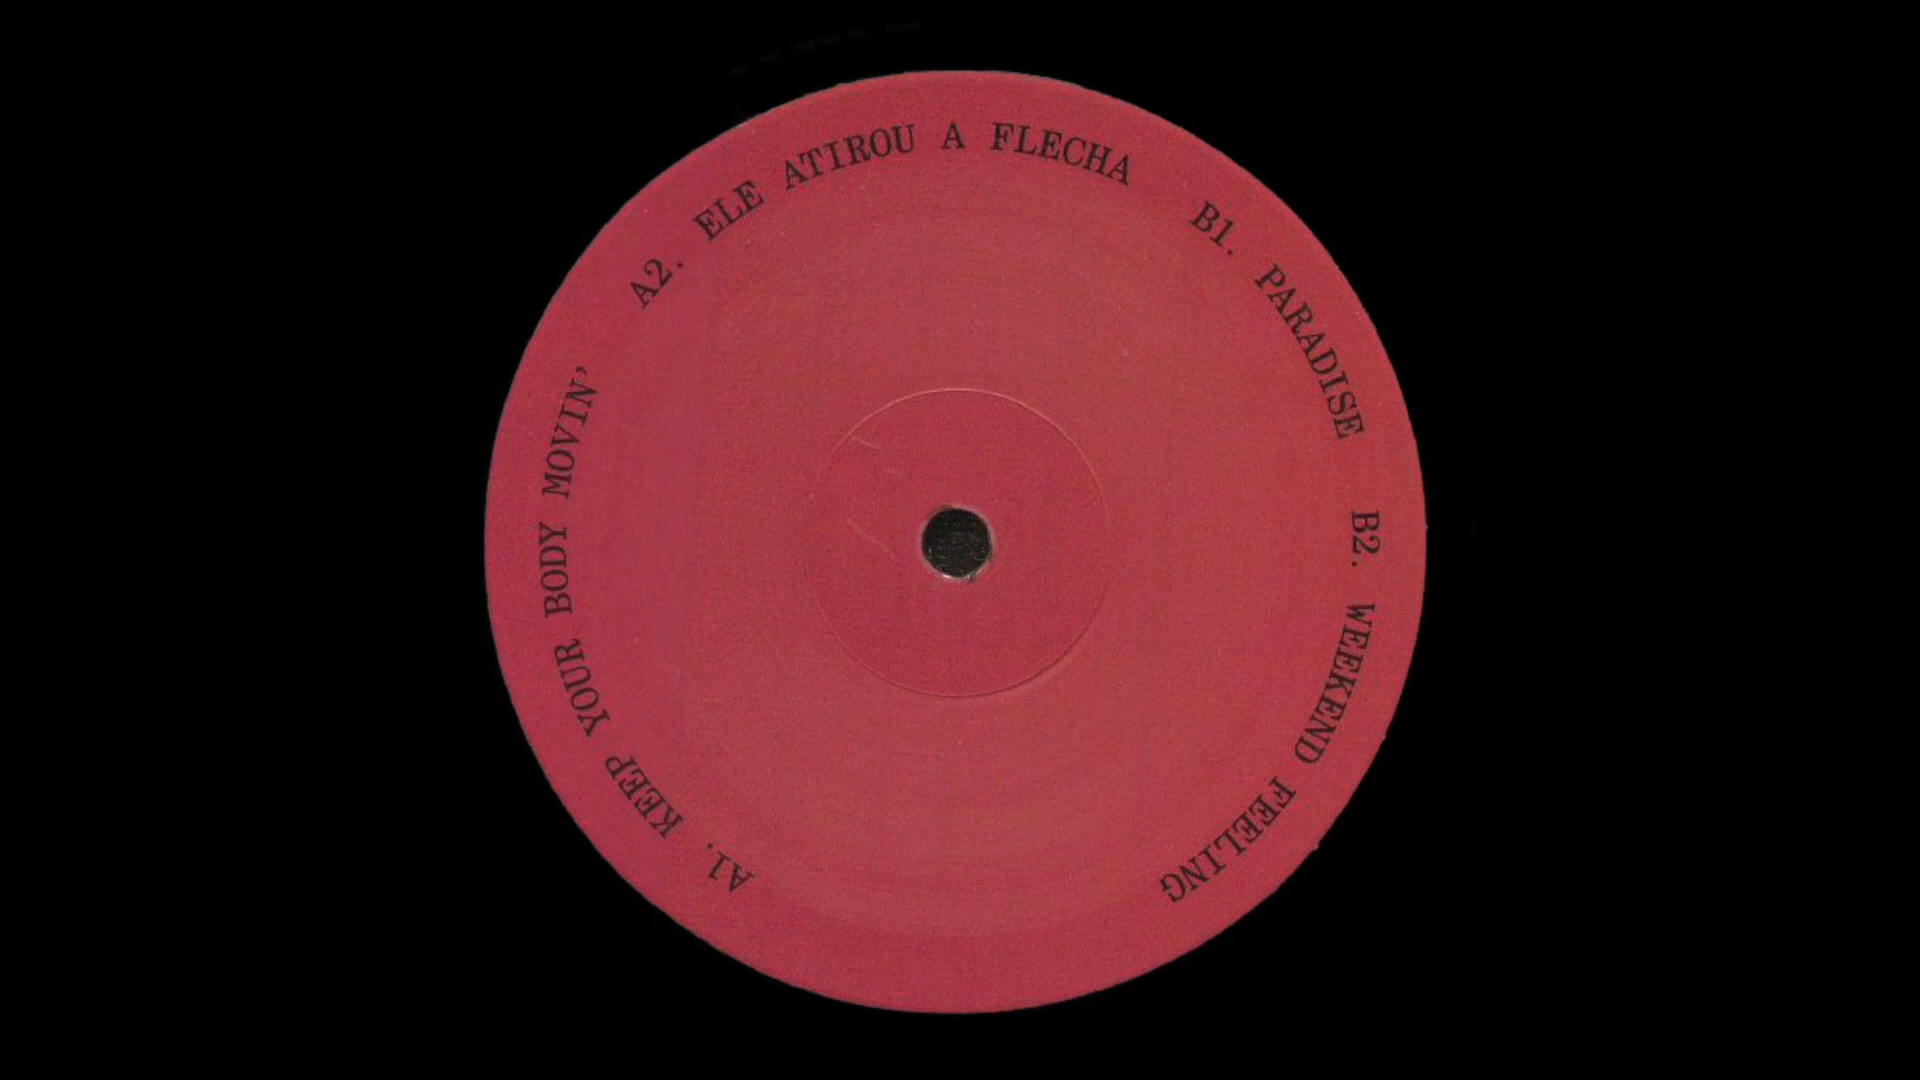 A1. KEEP YOUR BODY MOVIN'
A2. ELE ATIROU A FLECHA
B1. PARADISE
B2. WEEKEND FEELING